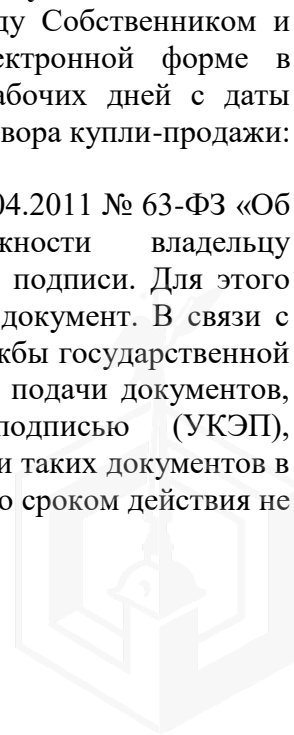 ду Собственником и
ектронной форме в
абочих дней с даты
вора купли-продажи:
04.2011 № 63-ФЗ «Об
жности владельцу
подписи. Для этого
документ. В связи с
жбы государственной
подачи документов,
подписью (УКЭП),
и таких документов в
о сроком действия не